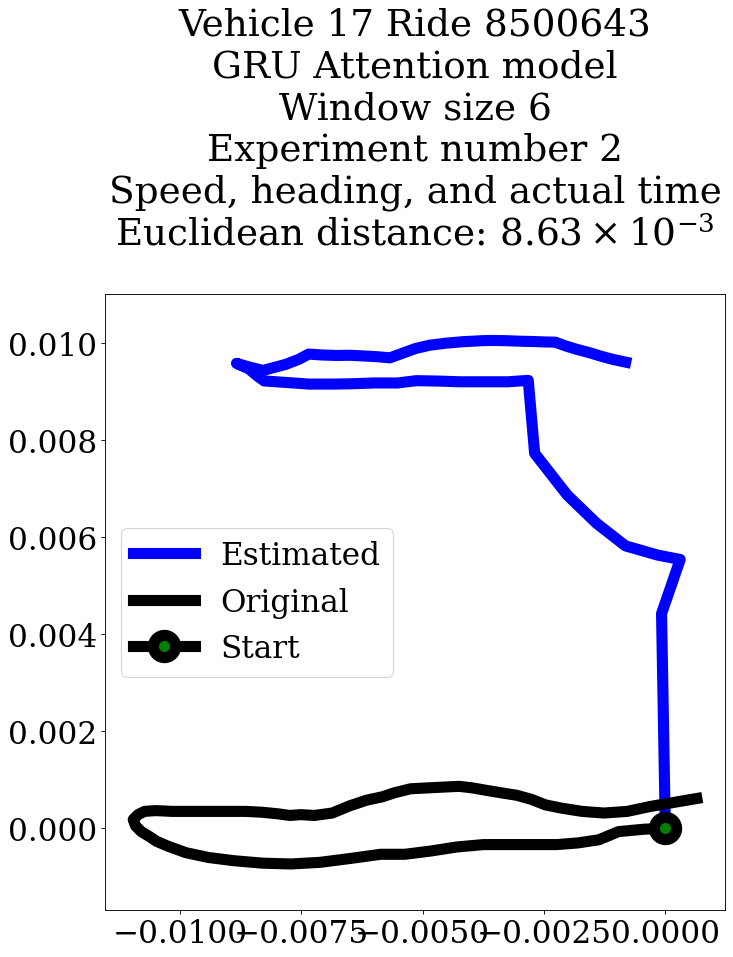 Vehicle 17 Ride 8500643
GRU Attention model
Window size 6
Experiment number 2
Speed, heading, and actual time
Euclidean distance: 8.63 × 10⁻³
0.010
0.008
0.006
0.004
0.002
0.000
Estimated
Original
Start
−0.0100 −0.0075 −0.0050 −0.0025 0.0000